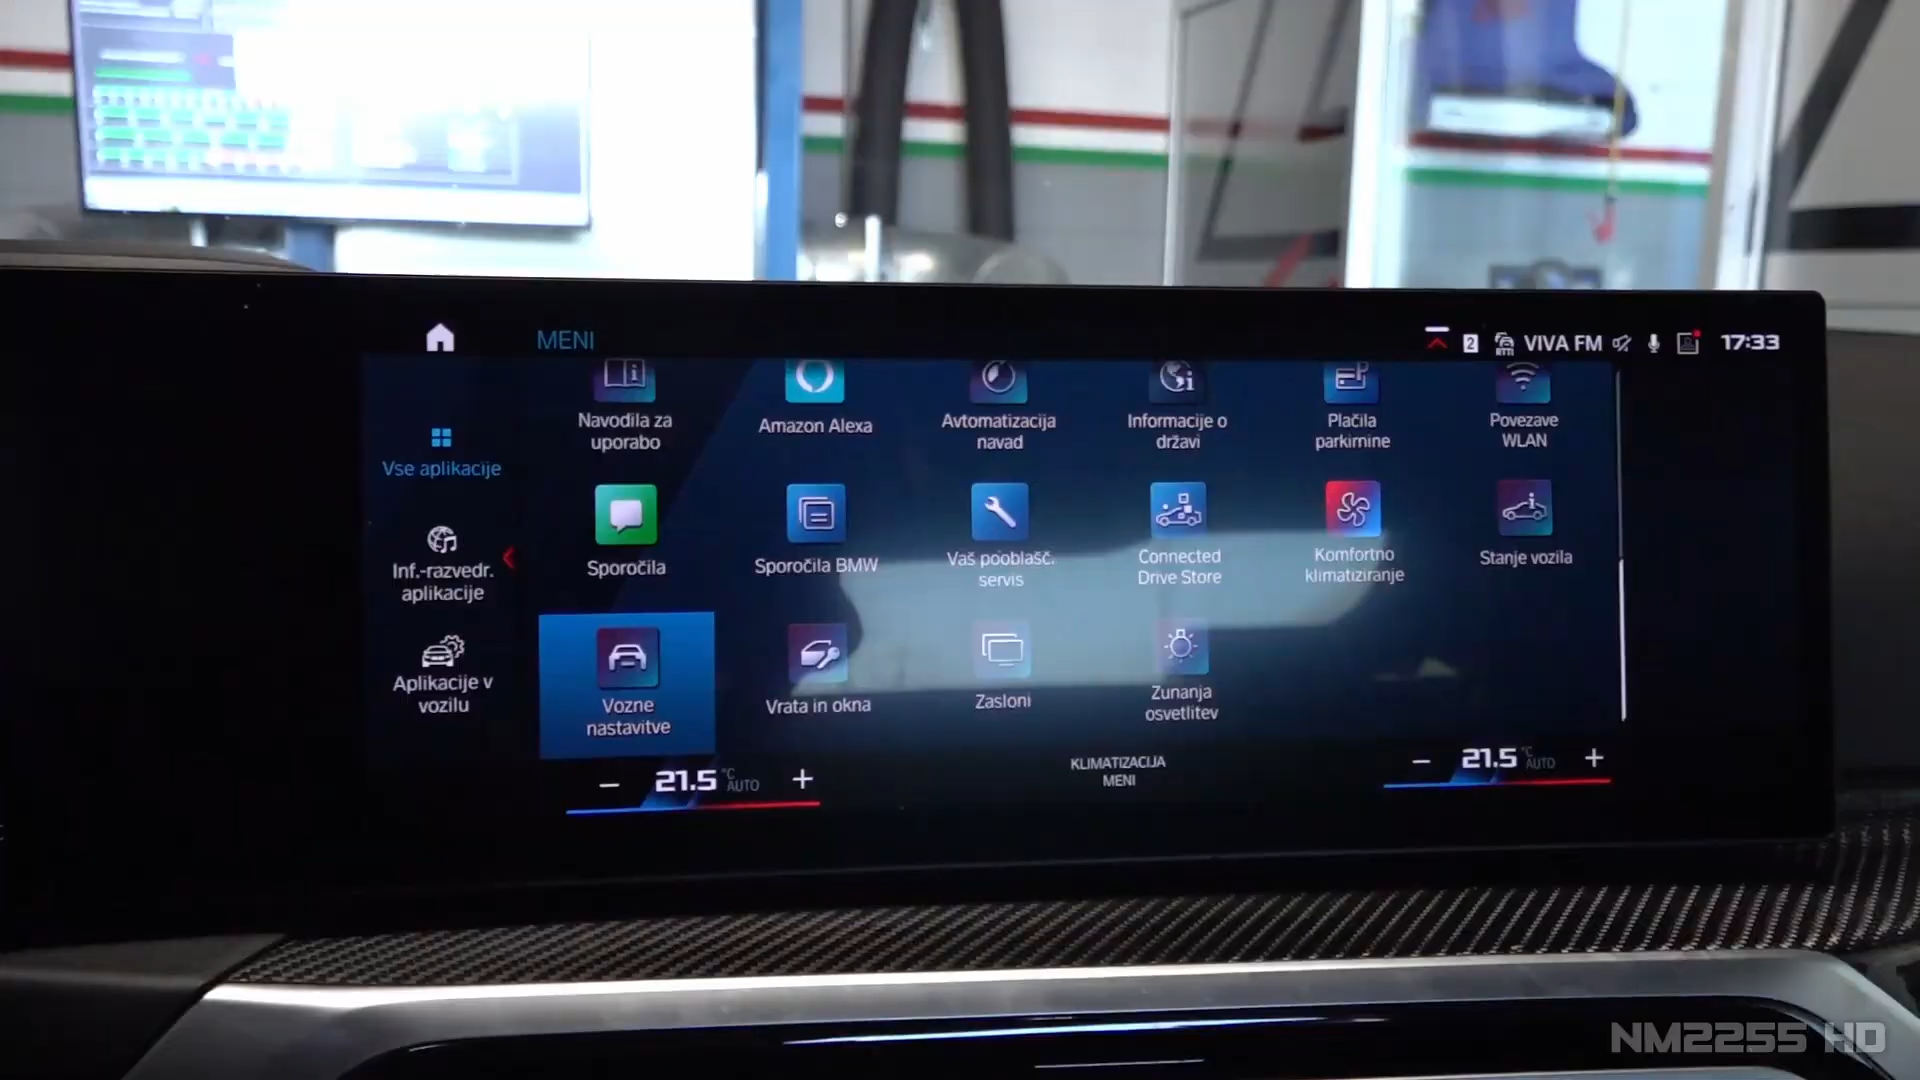 MENI
2
RTTI
VIVA FM
17:33
Vse aplikacije
Inf.-razvedr.
aplikacije
Aplikacije v
vozilu
Navodila za
uporabo
Amazon Alexa
Avtomatizacija
navad
Informacije o
državi
Plačila
parkirnine
Povezave
WLAN
Sporočila
Sporočila BMW
Vaš pooblašč.
servis
Connected
Drive Store
Komfortno
klimatiziranje
Stanje vozila
Vozne
nastavitve
Vrata in okna
Zasloni
Zunanja
osvetlitev
− 21.5 °C AUTO +
KLIMATIZACIJA
MENI
− 21.5 °C AUTO +
NM2255 HD